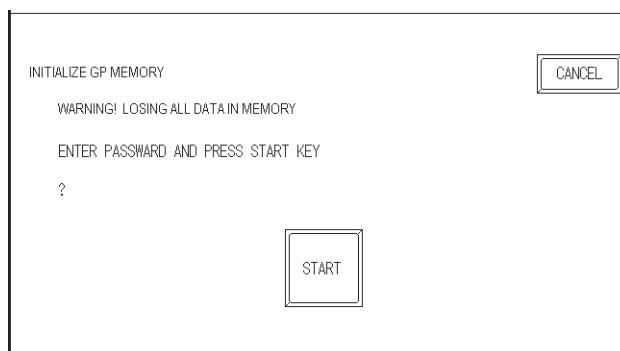 INITIALIZE GP MEMORY
CANCEL
WARNING! LOSING ALL DATA IN MEMORY
ENTER PASSWARD AND PRESS START KEY
?
START